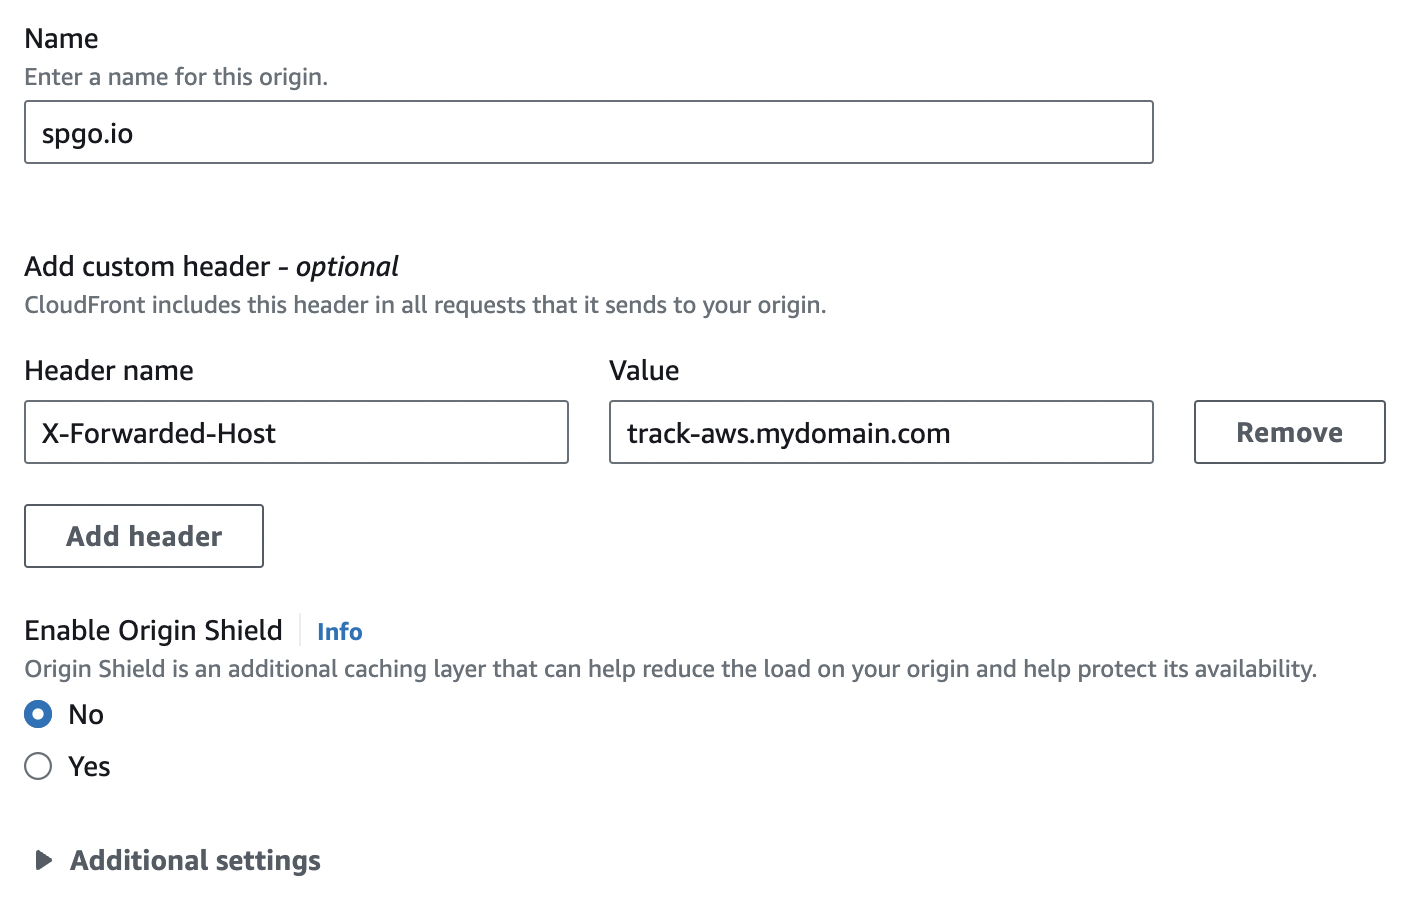 Name
Enter a name for this origin.
spgo.io
Add custom header - optional
CloudFront includes this header in all requests that it sends to your origin.
Header name Value
X-Forwarded-Host track-aws.mydomain.com Remove
Add header
Enable Origin Shield Info
Origin Shield is an additional caching layer that can help reduce the load on your origin and help protect its availability.
No
Yes
Additional settings